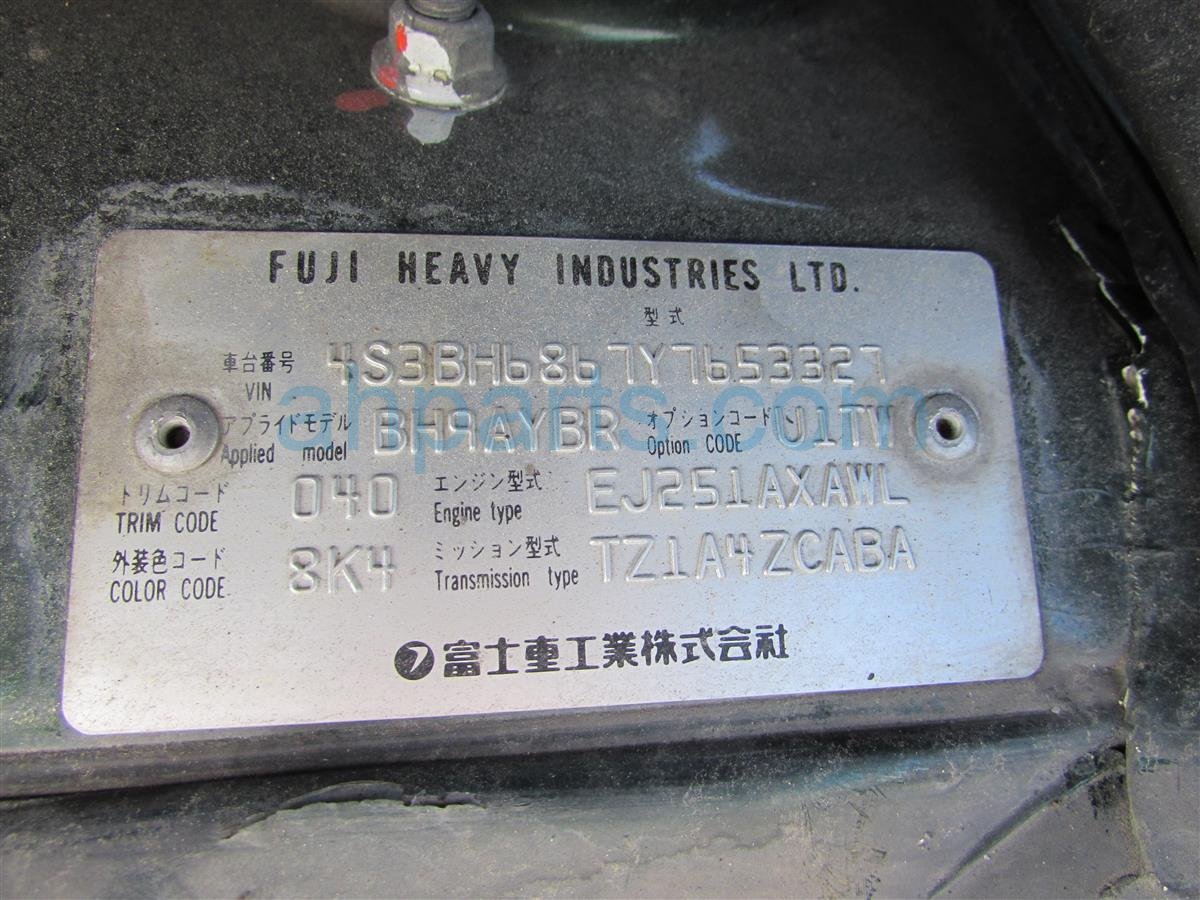 FUJI HEAVY INDUSTRIES LTD.
型式
車台番号 4S3BH6867Y7653327
VIN
アプライドモデル BH9AYBR オプションコード U1TW
Applied model Option CODE
トリムコード 040 エンジン型式 EJ251AXAWL
TRIM CODE Engine type
外装色コード 8K4 ミッション型式 TZ1A4ZCABA
COLOR CODE Transmission type
フ富士重工業株式会社
ahparts.com